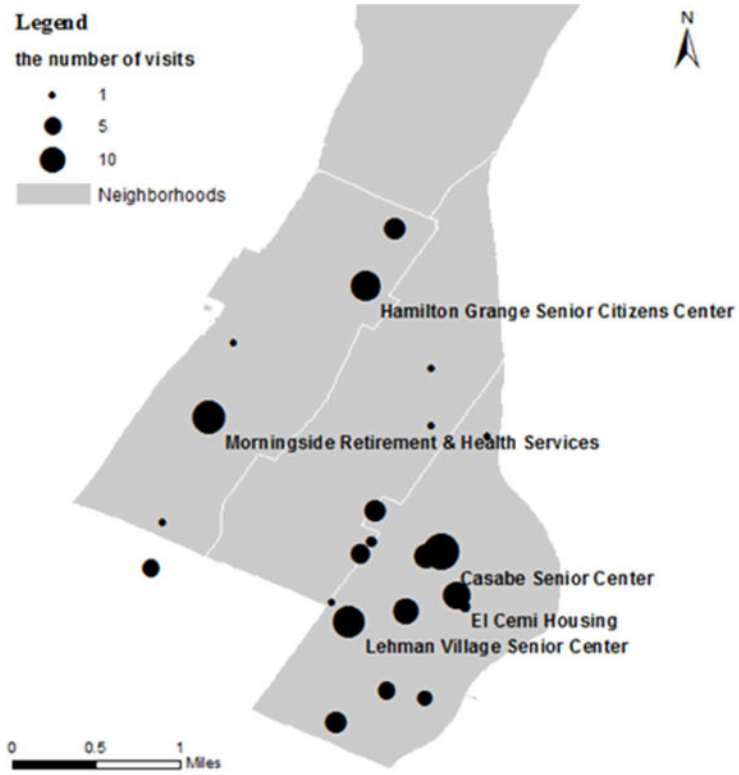 Legend
N
the number of visits
1
5
10
Neighborhoods
Hamilton Grange Senior Citizens Center
Morningside Retirement & Health Services
Casabe Senior Center
El Cemi Housing
Lehman Village Senior Center
0 0.5 1
Miles